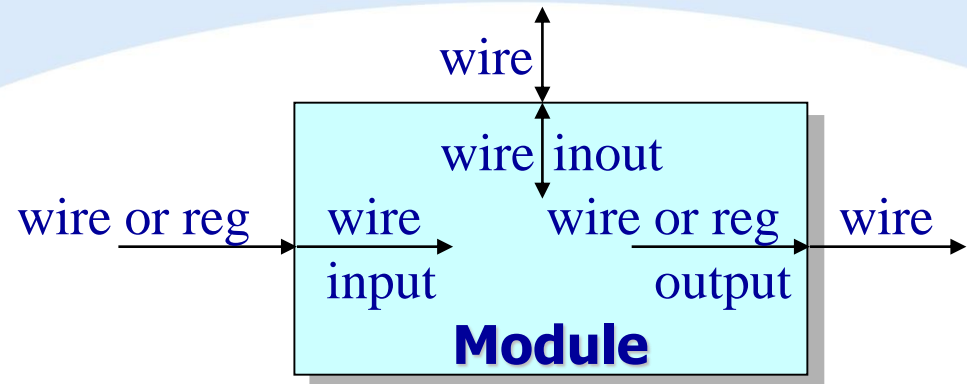 wire
wire inout
wire or reg wire wire or reg wire
input output
Module